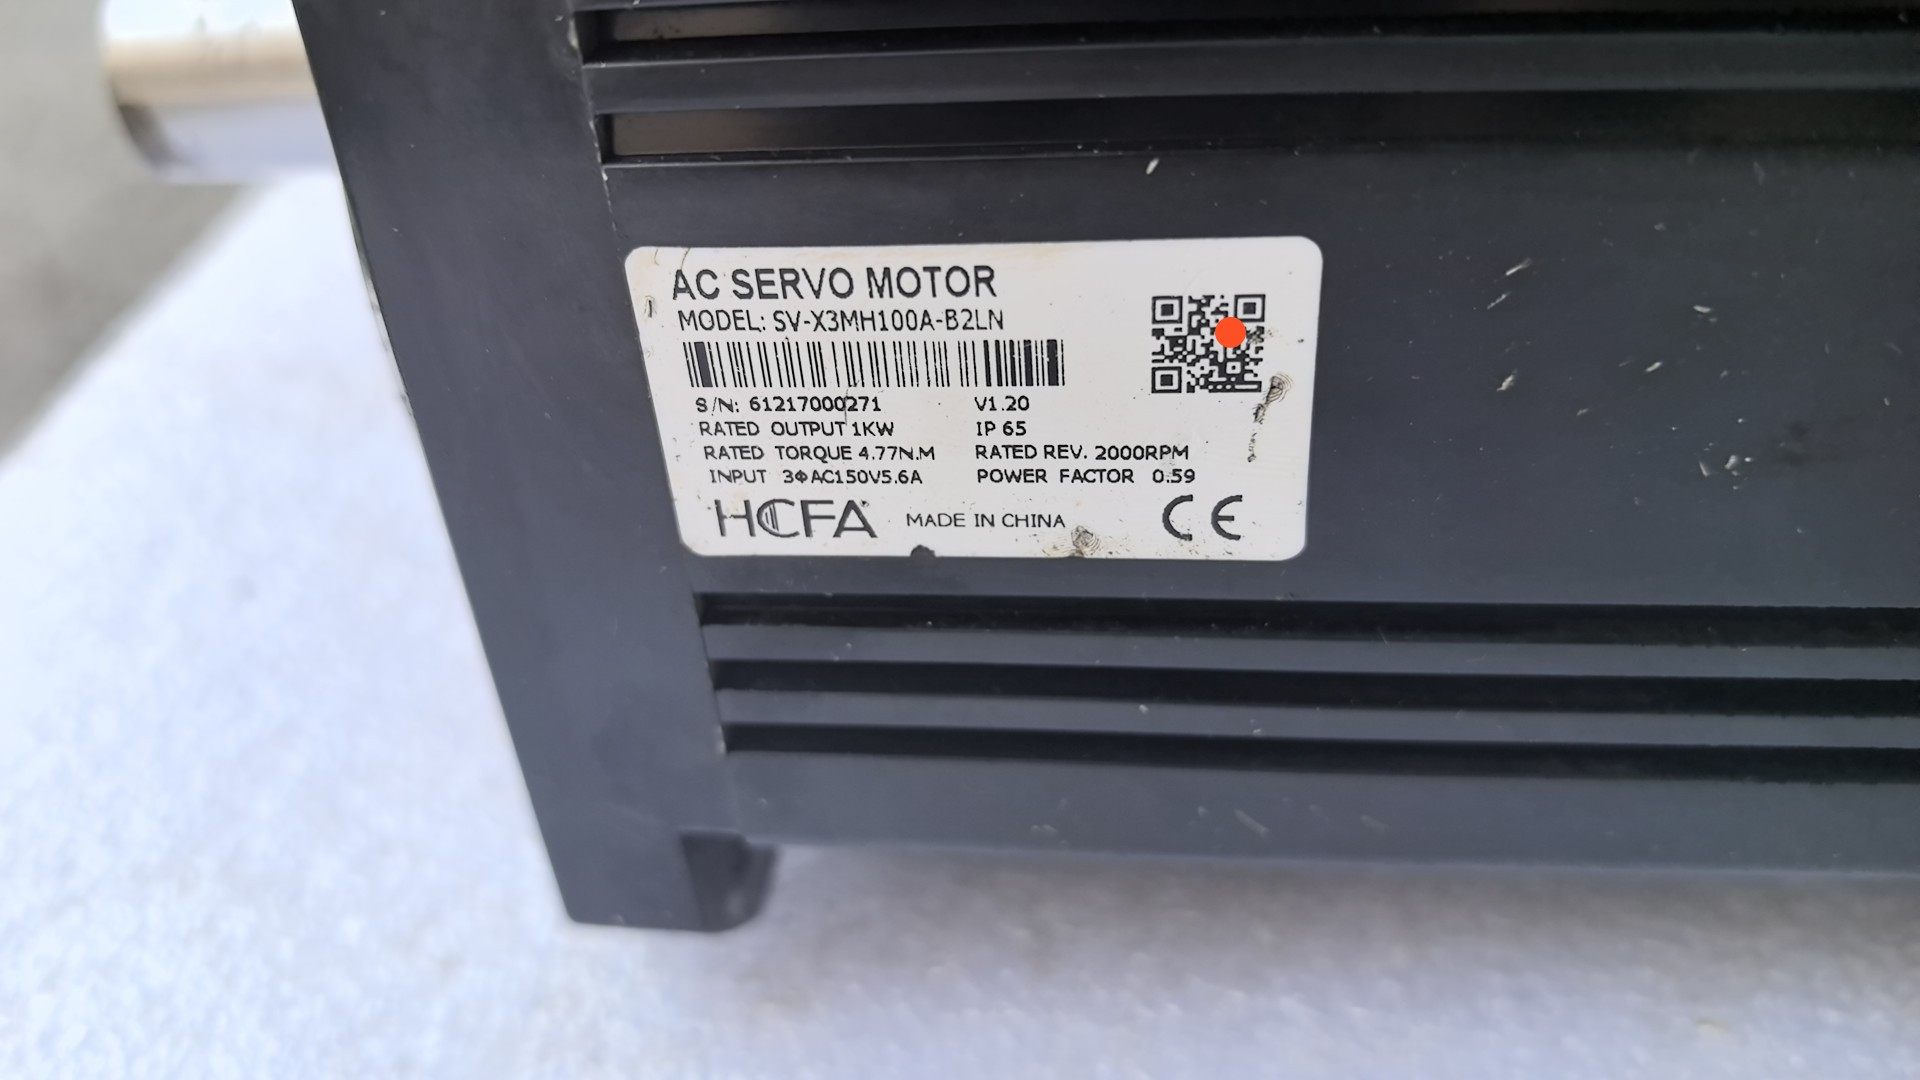 AC SERVO MOTOR
MODEL: SV-X3MH100A-B2LN
S/N: 61217000271 V1.20
RATED OUTPUT 1KW IP 65
RATED TORQUE 4.77N.M RATED REV. 2000RPM
INPUT 3ΦAC150V5.6A POWER FACTOR 0.59
HCFA MADE IN CHINA CE